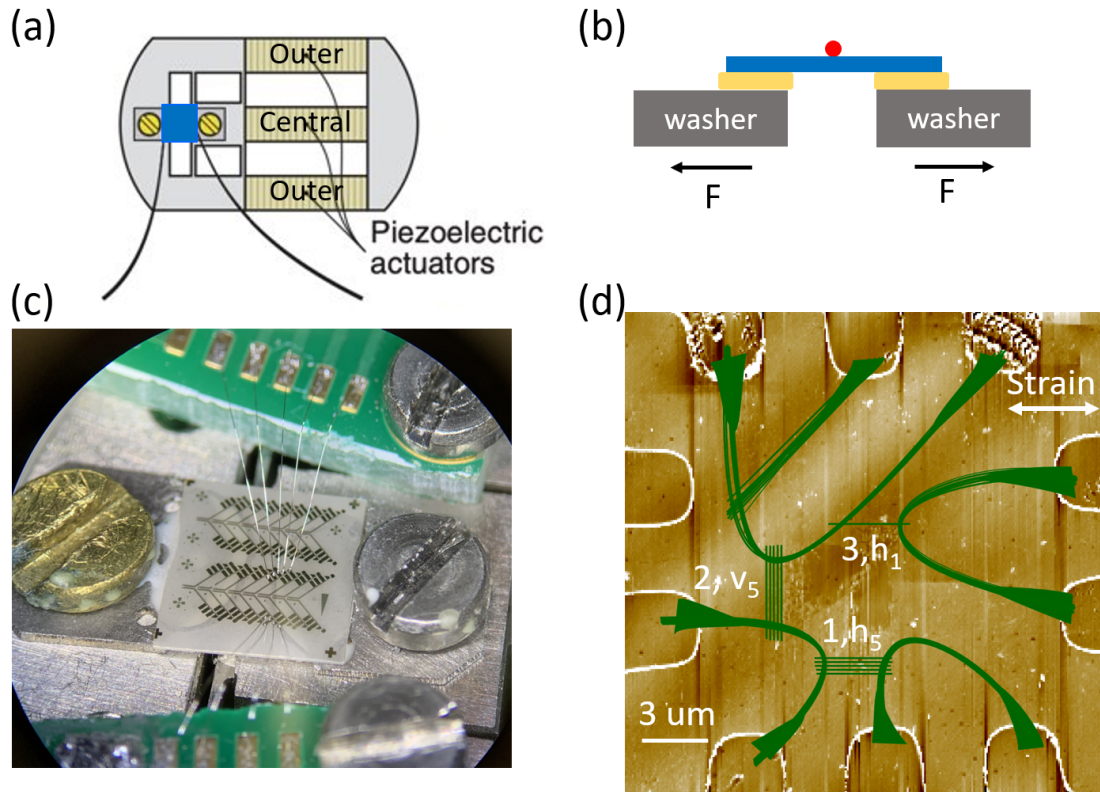 (a)
Outer
Central
Outer
Piezoelectric
actuators
(b)
washer
washer
F
F
(c)
(d)
Strain
3, h₁
2, v₅
1, h₅
3 um